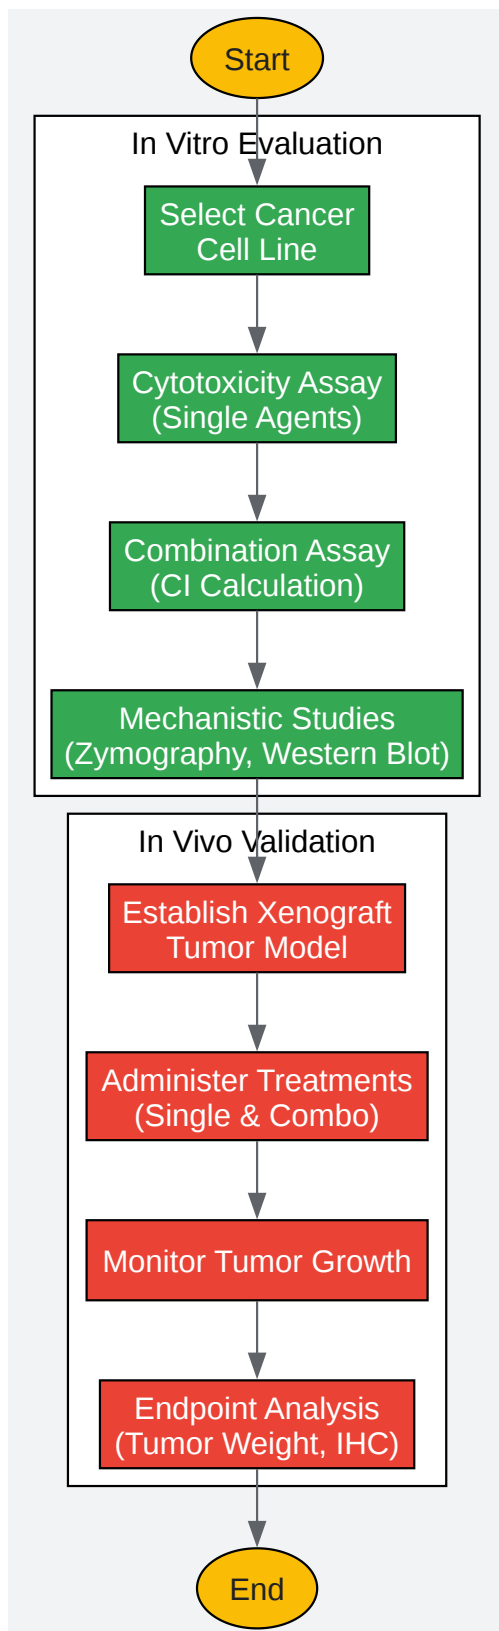 Start
In Vitro Evaluation
Select Cancer
Cell Line
Cytotoxicity Assay
(Single Agents)
Combination Assay
(CI Calculation)
Mechanistic Studies
(Zymography, Western Blot)
In Vivo Validation
Establish Xenograft
Tumor Model
Administer Treatments
(Single & Combo)
Monitor Tumor Growth
Endpoint Analysis
(Tumor Weight, IHC)
End